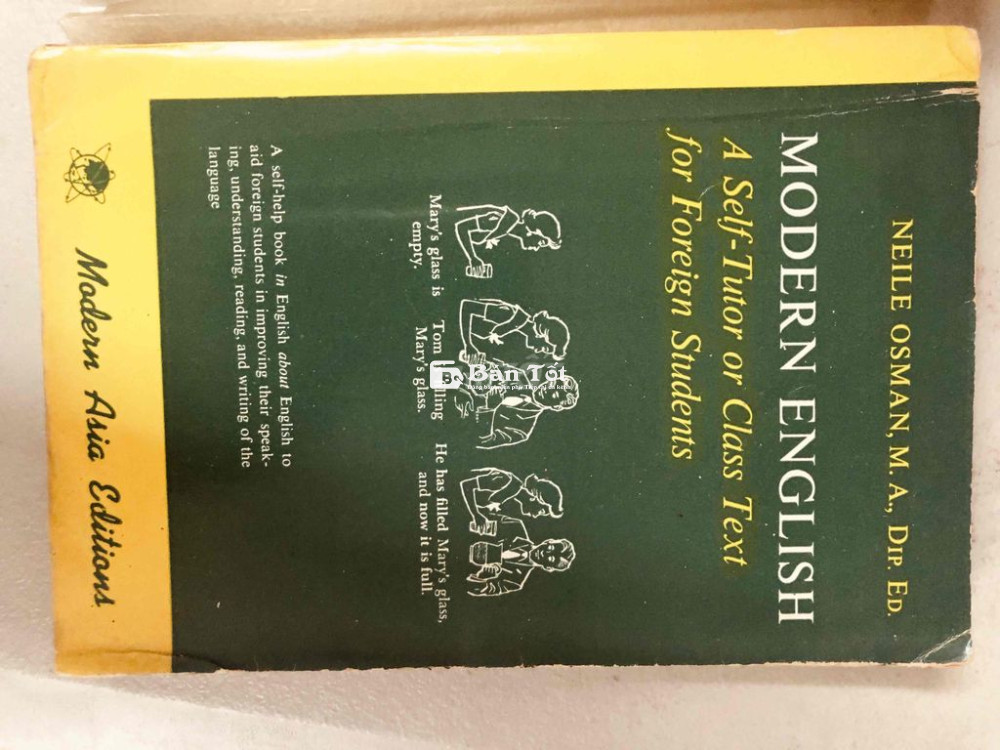 NEILE OSMAN, M. A., DIP. ED.
MODERN ENGLISH
A Self-Tutor or Class Text
for Foreign Students
Mary's glass is
empty.
Tom filling
Mary's glass.
He has filled Mary's glass,
and now it is full.
Bán Tốt
A self-help book in English about English to
aid foreign students in improving their speak-
ing, understanding, reading, and writing of the
language
Modern Asia Editions